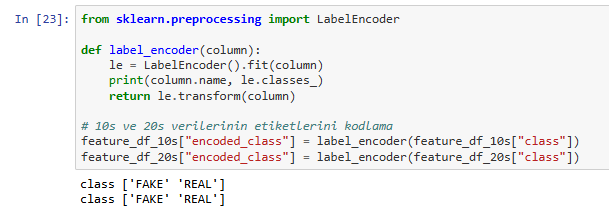 In [23]: from sklearn.preprocessing import LabelEncoder
def label_encoder(column):
    le = LabelEncoder().fit(column)
    print(column.name, le.classes_)
    return le.transform(column)
# 10s ve 20s verilerinin etiketlerini kodlama
feature_df_10s["encoded_class"] = label_encoder(feature_df_10s["class"])
feature_df_20s["encoded_class"] = label_encoder(feature_df_20s["class"])
class ['FAKE' 'REAL']
class ['FAKE' 'REAL']